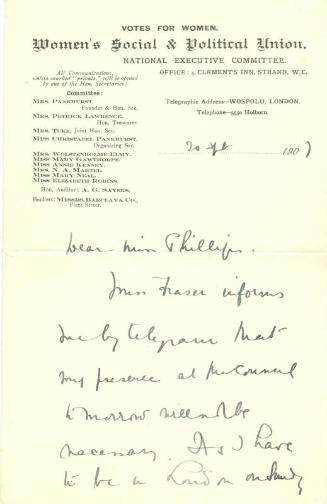 VOTES FOR WOMEN.
Women's Social & Political Union.
NATIONAL EXECUTIVE COMMITTEE.
All Communications, unless marked "private," will be opened by one of the Hon. Secretaries:
OFFICE: 4, CLEMENT'S INN, STRAND, W.C.
Committee:
MRS. PANKHURST, Founder & Hon. Sec.
MRS. PETHICK LAWRENCE, Hon. Treasurer.
MRS. TUKE, Joint Hon. Sec.
MISS CHRISTABEL PANKHURST, Organizing Sec.
MRS. WOLSTENHOLME ELMY.
MISS MARY GAWTHORPE.
MISS ANNIE KENNEY.
MRS. N. A. MARTEL.
MISS MARY NEAL.
MISS ELIZABETH ROBINS.
Hon. Auditor: A. G. SAYERS,
Bankers: MESSRS. BARCLAY & CO., Fleet Street.
Telegraphic Address—WOSPOLU, LONDON.
Telephone—5550 Holborn.
20 Sept 1907
Dear Miss Phillips.
Miss Fraser informs
me by telegram that
my presence at the Council
tomorrow will not be
necessary. As I have
to be in London on Sunday